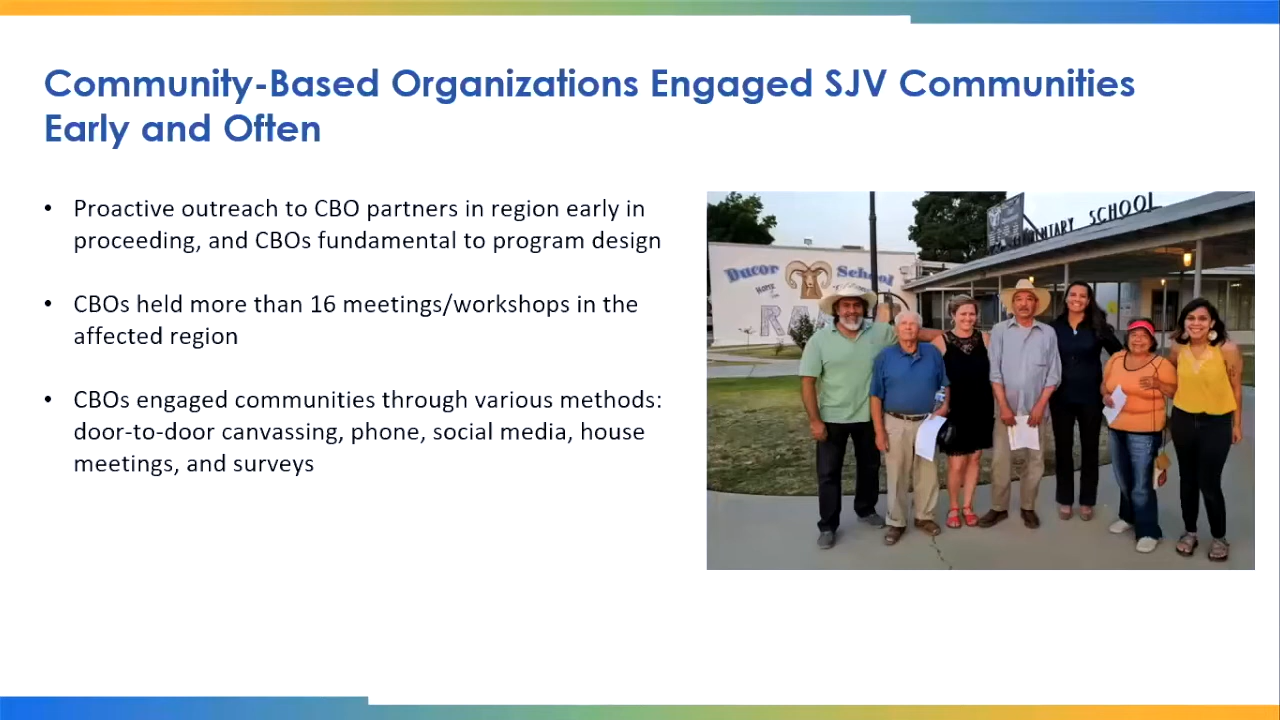 Community-Based Organizations Engaged SJV Communities
Early and Often
• Proactive outreach to CBO partners in region early in
proceeding, and CBOs fundamental to program design
• CBOs held more than 16 meetings/workshops in the
affected region
• CBOs engaged communities through various methods:
door-to-door canvassing, phone, social media, house
meetings, and surveys
SCHOOL
Ducor School